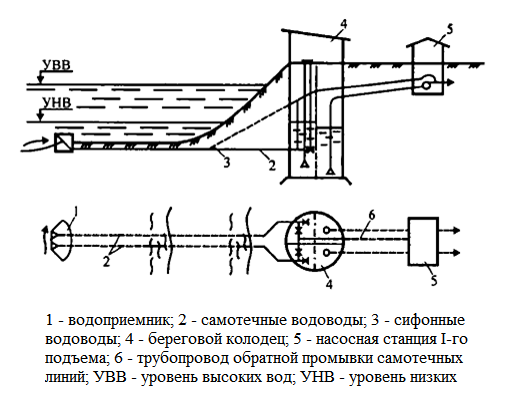 4
5
УВВ
УНВ
3
2
1
6
2
4
5
1 - водоприемник; 2 - самотечные водоводы; 3 - сифонные
водоводы; 4 - береговой колодец; 5 - насосная станция I-го
подъема; 6 - трубопровод обратной промывки самотечных
линий; УВВ - уровень высоких вод; УНВ - уровень низких